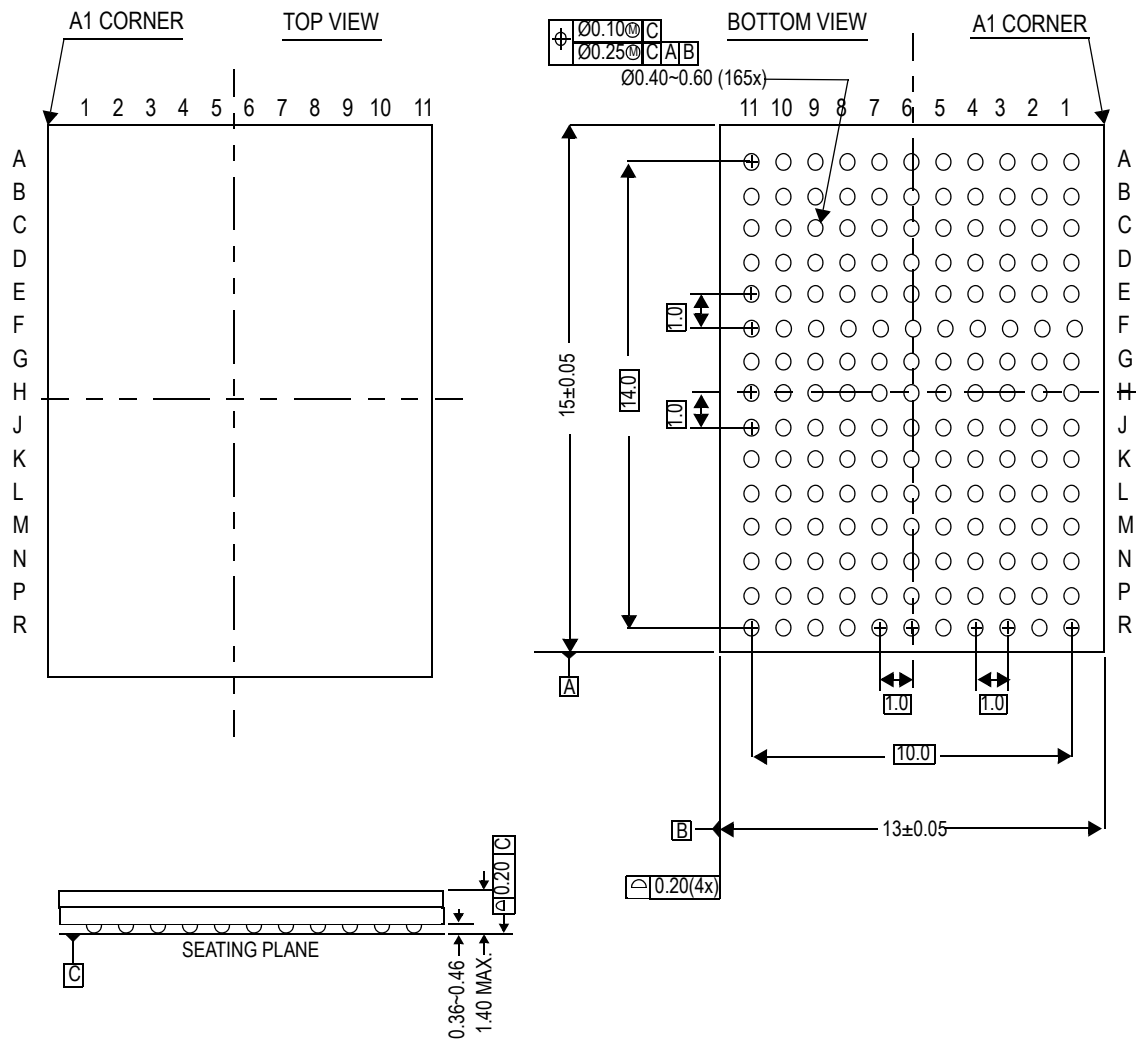 A1 CORNER
TOP VIEW
1 2 3 4 5 6 7 8 9 10 11
A
B
C
D
E
F
G
H
J
K
L
M
N
P
R
Ø0.10Ⓜ C
Ø0.25Ⓜ C A B
Ø0.40~0.60 (165x)
BOTTOM VIEW
A1 CORNER
11 10 9 8 7 6 5 4 3 2 1
A
B
C
D
E
F
G
H
J
K
L
M
N
P
R
15±0.05
14.0
1.0
1.0
A
1.0
1.0
10.0
B
13±0.05
0.20(4x)
0.20 C
SEATING PLANE
C
0.36~0.46
1.40 MAX.